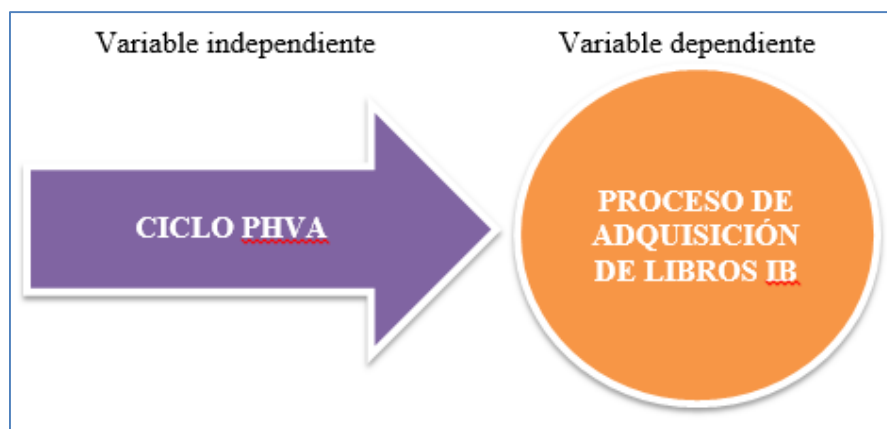 Variable independiente
Variable dependiente
CICLO PHVA
PROCESO DE
ADQUISICIÓN
DE LIBROS IB